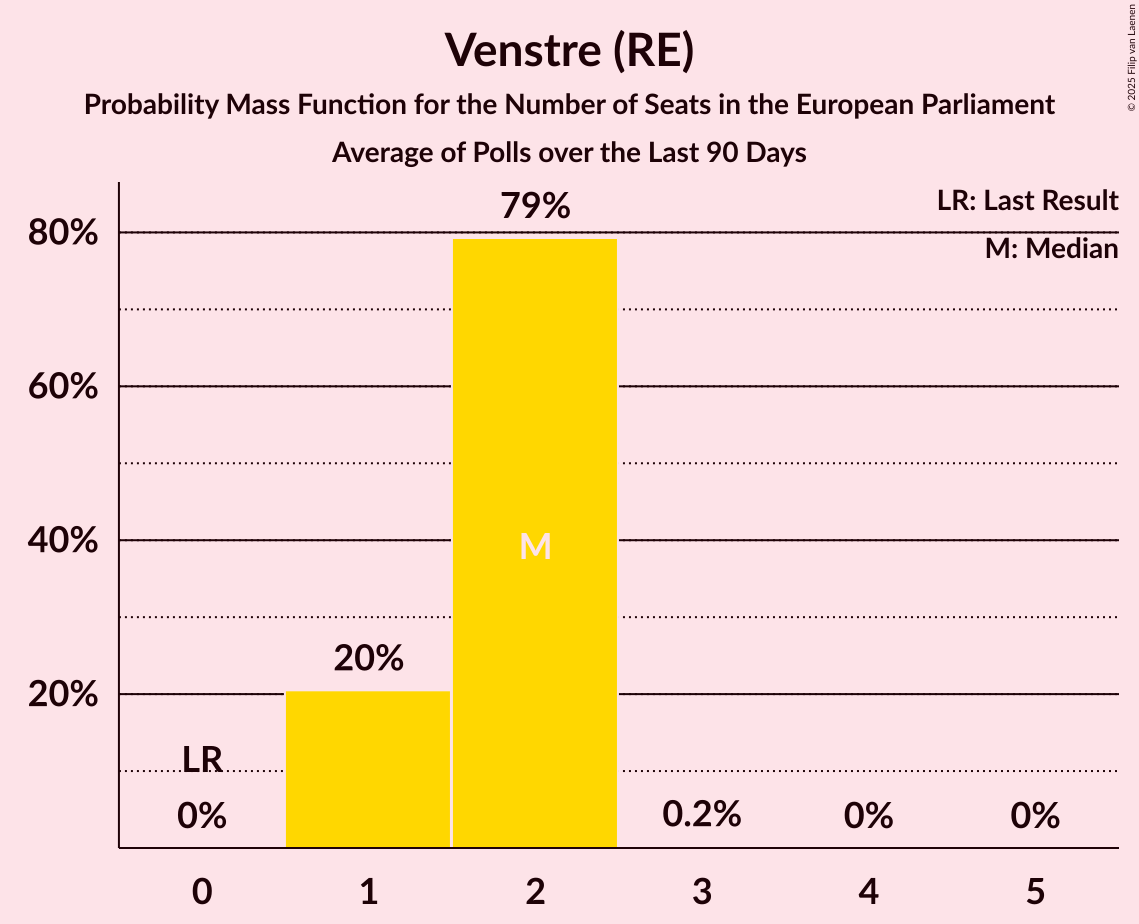 Venstre (RE)
Probability Mass Function for the Number of Seats in the European Parliament
Average of Polls over the Last 90 Days
© 2025 Filip van Laenen
LR: Last Result
M: Median
79%
80%
60%
40%
M
20%
20%
LR
0%
0.2%
0%
0%
0 1 2 3 4 5